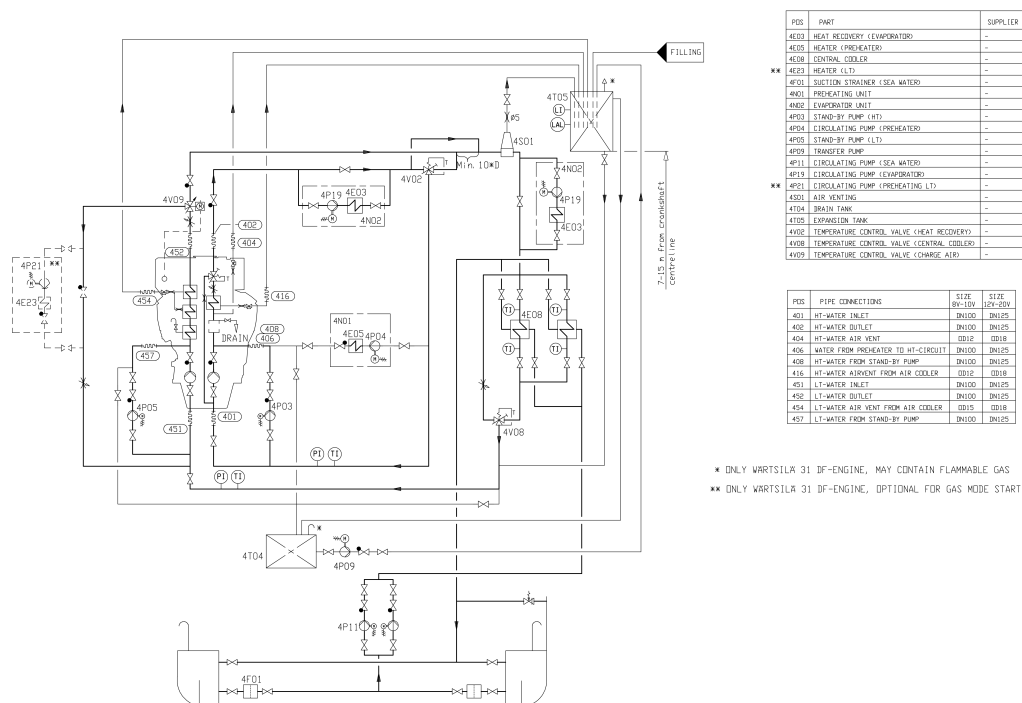 FILLING
*
4T05
LI
LAL
ø5
4S01
Min. 10*D
T
4V02
4N02
M
4P19
4E03
7-15 m from crankshaft
centreline
4P19
4E03
M
4N02
4V09
M
402
404
452
4P21
**
M
4E23
454
416
DRAIN
408
406
4N01
4E05
4P04
M
457
TI
TI
4E08
TI
TI
4P05
M
4P03
M
401
451
T
4V08
PI
TI
PI
TI
*
4T04
M
4P09
4P11
M
M
4F01
POS PART SUPPLIER
4E03 HEAT RECOVERY (EVAPORATOR) -
4E05 HEATER (PREHEATER) -
4E08 CENTRAL COOLER -
** 4E23 HEATER (LT) -
4F01 SUCTION STRAINER (SEA WATER) -
4N01 PREHEATING UNIT -
4N02 EVAPORATOR UNIT -
4P03 STAND-BY PUMP (HT) -
4P04 CIRCULATING PUMP (PREHEATER) -
4P05 STAND-BY PUMP (LT) -
4P09 TRANSFER PUMP -
4P11 CIRCULATING PUMP (SEA WATER) -
4P19 CIRCULATING PUMP (EVAPORATOR) -
** 4P21 CIRCULATING PUMP (PREHEATING LT) -
4S01 AIR VENTING -
4T04 DRAIN TANK -
4T05 EXPANSION TANK -
4V02 TEMPERATURE CONTROL VALVE (HEAT RECOVERY) -
4V08 TEMPERATURE CONTROL VALVE (CENTRAL COOLER) -
4V09 TEMPERATURE CONTROL VALVE (CHARGE AIR) -
POS PIPE CONNECTIONS SIZE 8V-10V SIZE 12V-20V
401 HT-WATER INLET DN100 DN125
402 HT-WATER OUTLET DN100 DN125
404 HT-WATER AIR VENT OD12 OD18
406 WATER FROM PREHEATER TO HT-CIRCUIT DN100 DN125
408 HT-WATER FROM STAND-BY PUMP DN100 DN125
416 HT-WATER AIRVENT FROM AIR COOLER OD12 OD18
451 LT-WATER INLET DN100 DN125
452 LT-WATER OUTLET DN100 DN125
454 LT-WATER AIR VENT FROM AIR COOLER OD15 OD18
457 LT-WATER FROM STAND-BY PUMP DN100 DN125
* ONLY WÄRTSILÄ 31 DF-ENGINE, MAY CONTAIN FLAMMABLE GAS
** ONLY WÄRTSILÄ 31 DF-ENGINE, OPTIONAL FOR GAS MODE START